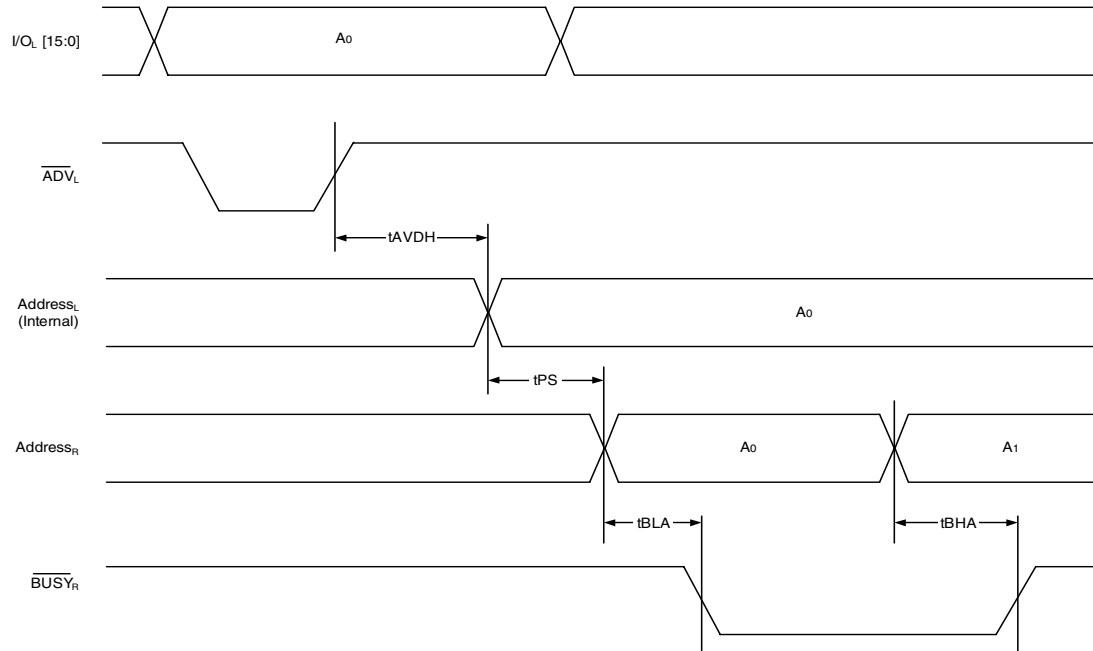 I/OL [15:0]
A0
ADVL
tAVDH
AddressL
(Internal)
A0
tPS
AddressR
A0
A1
tBLA
tBHA
BUSYR